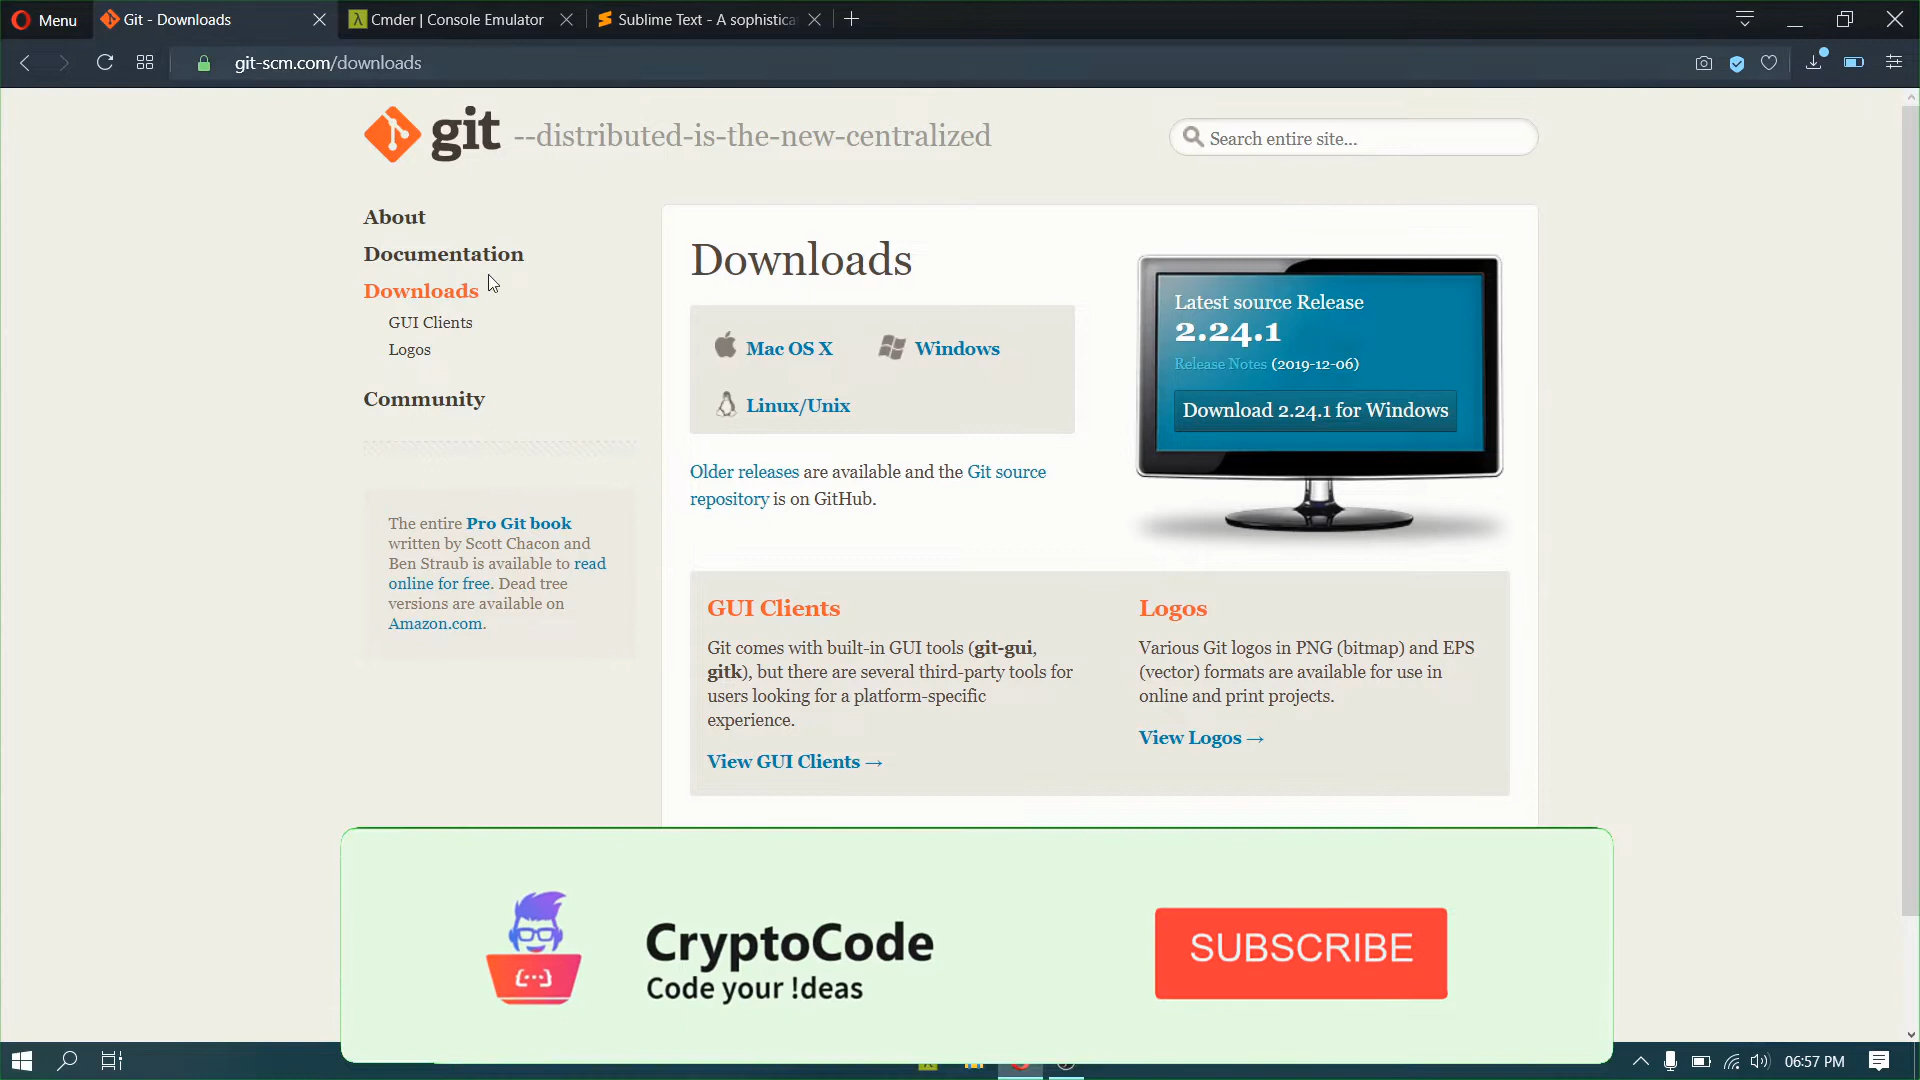 Menu
Git - Downloads
Cmder | Console Emulator
Sublime Text - A sophistica
git-scm.com/downloads
git --distributed-is-the-new-centralized
Search entire site...
About
Documentation
Downloads
GUI Clients
Logos
Community
The entire Pro Git book
written by Scott Chacon and
Ben Straub is available to read
online for free. Dead tree
versions are available on
Amazon.com.
Downloads
Mac OS X
Windows
Linux/Unix
Older releases are available and the Git source
repository is on GitHub.
Latest source Release
2.24.1
Release Notes (2019-12-06)
Download 2.24.1 for Windows
GUI Clients
Git comes with built-in GUI tools (git-gui,
gitk), but there are several third-party tools for
users looking for a platform-specific
experience.
View GUI Clients →
Logos
Various Git logos in PNG (bitmap) and EPS
(vector) formats are available for use in
online and print projects.
View Logos →
CryptoCode
Code your !deas
SUBSCRIBE
06:57 PM